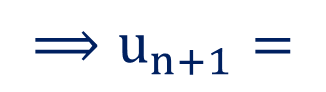 ⟹ uₙ₊₁ =